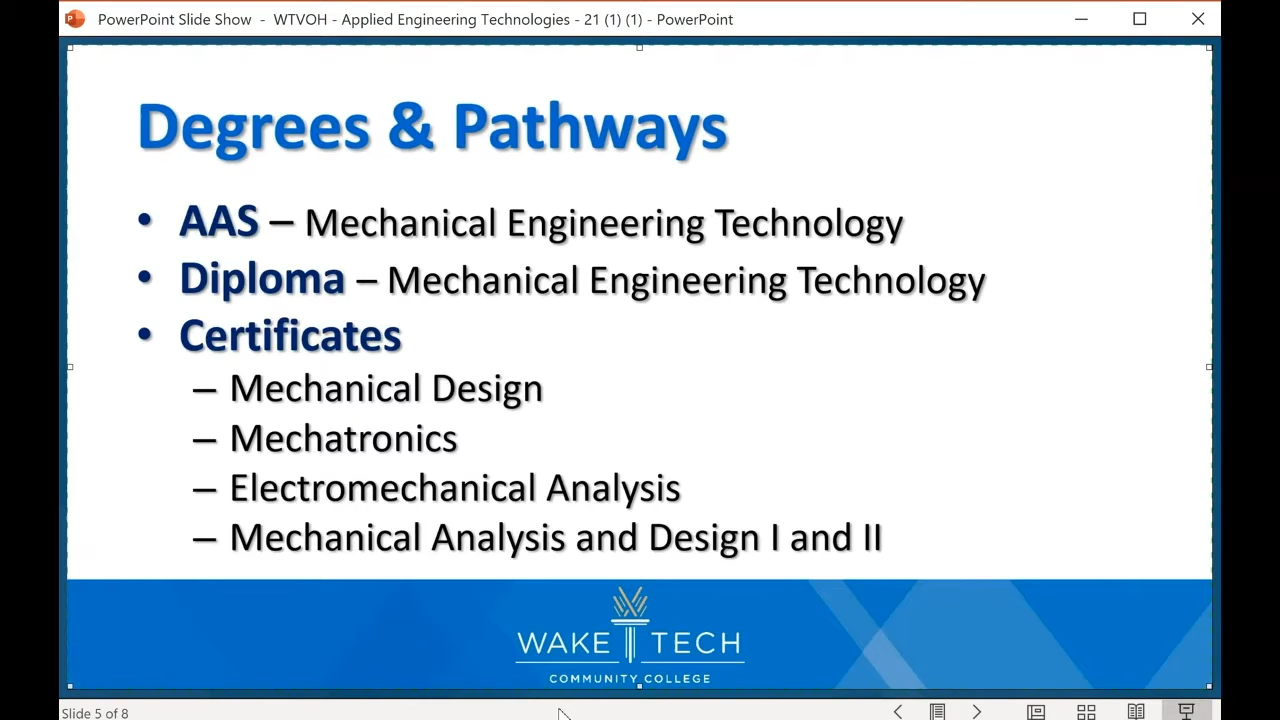 PowerPoint Slide Show - WTVOH - Applied Engineering Technologies - 21 (1) (1) - PowerPoint
Degrees & Pathways
• AAS – Mechanical Engineering Technology
• Diploma – Mechanical Engineering Technology
• Certificates
– Mechanical Design
– Mechatronics
– Electromechanical Analysis
– Mechanical Analysis and Design I and II
WAKE TECH
COMMUNITY COLLEGE
Slide 5 of 8